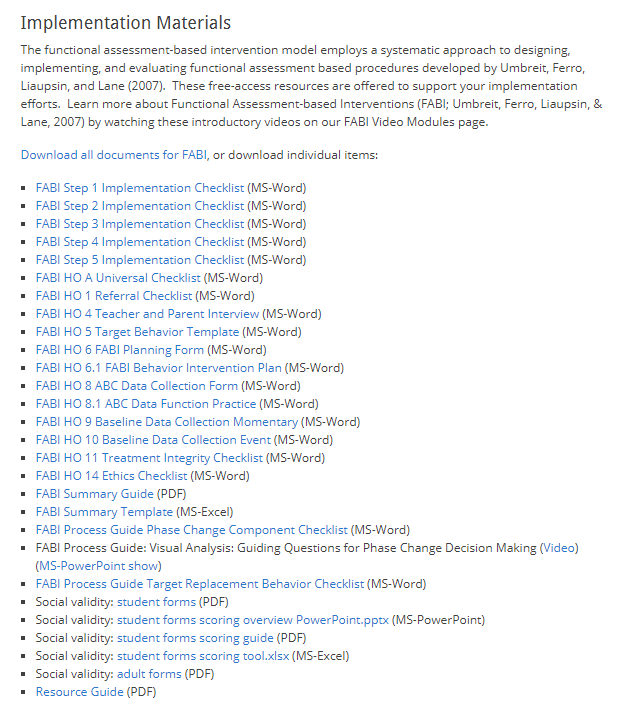 Implementation Materials
The functional assessment-based intervention model employs a systematic approach to designing,
implementing, and evaluating functional assessment based procedures developed by Umbreit, Ferro,
Liaupsin, and Lane (2007).  These free-access resources are offered to support your implementation
efforts.  Learn more about Functional Assessment-based Interventions (FABI; Umbreit, Ferro, Liaupsin, &
Lane, 2007) by watching these introductory videos on our FABI Video Modules page.
Download all documents for FABI, or download individual items:
▪ FABI Step 1 Implementation Checklist (MS-Word)
▪ FABI Step 2 Implementation Checklist (MS-Word)
▪ FABI Step 3 Implementation Checklist (MS-Word)
▪ FABI Step 4 Implementation Checklist (MS-Word)
▪ FABI Step 5 Implementation Checklist (MS-Word)
▪ FABI HO A Universal Checklist (MS-Word)
▪ FABI HO 1 Referral Checklist (MS-Word)
▪ FABI HO 4 Teacher and Parent Interview (MS-Word)
▪ FABI HO 5 Target Behavior Template (MS-Word)
▪ FABI HO 6 FABI Planning Form (MS-Word)
▪ FABI HO 6.1 FABI Behavior Intervention Plan (MS-Word)
▪ FABI HO 8 ABC Data Collection Form (MS-Word)
▪ FABI HO 8.1 ABC Data Function Practice (MS-Word)
▪ FABI HO 9 Baseline Data Collection Momentary (MS-Word)
▪ FABI HO 10 Baseline Data Collection Event (MS-Word)
▪ FABI HO 11 Treatment Integrity Checklist (MS-Word)
▪ FABI HO 14 Ethics Checklist (MS-Word)
▪ FABI Summary Guide (PDF)
▪ FABI Summary Template (MS-Excel)
▪ FABI Process Guide Phase Change Component Checklist (MS-Word)
▪ FABI Process Guide: Visual Analysis: Guiding Questions for Phase Change Decision Making (Video)
(MS-PowerPoint show)
▪ FABI Process Guide Target Replacement Behavior Checklist (MS-Word)
▪ Social validity: student forms (PDF)
▪ Social validity: student forms scoring overview PowerPoint.pptx (MS-PowerPoint)
▪ Social validity: student forms scoring guide (PDF)
▪ Social validity: student forms scoring tool.xlsx (MS-Excel)
▪ Social validity: adult forms (PDF)
▪ Resource Guide (PDF)